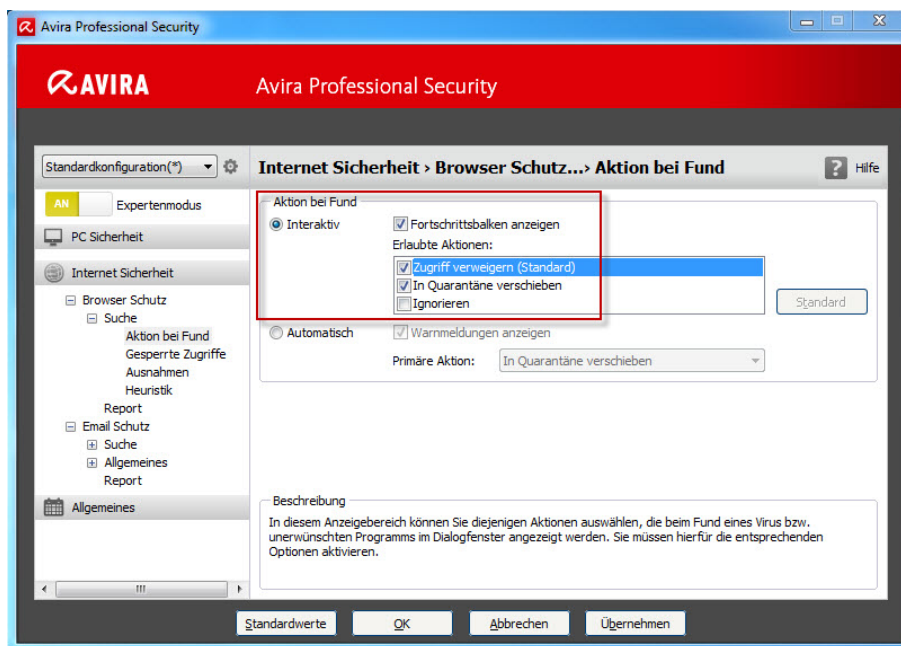 Avira Professional Security
AVIRA Avira Professional Security
Standardkonfiguration(*)
Internet Sicherheit › Browser Schutz...› Aktion bei Fund
Hilfe
AN Expertenmodus
PC Sicherheit
Internet Sicherheit
Browser Schutz
Suche
Aktion bei Fund
Gesperrte Zugriffe
Ausnahmen
Heuristik
Report
Email Schutz
Suche
Allgemeines
Report
Allgemeines
Aktion bei Fund
Interaktiv
Fortschrittsbalken anzeigen
Erlaubte Aktionen:
Zugriff verweigern (Standard)
In Quarantäne verschieben
Ignorieren
Standard
Automatisch
Warnmeldungen anzeigen
Primäre Aktion:
In Quarantäne verschieben
Beschreibung
In diesem Anzeigebereich können Sie diejenigen Aktionen auswählen, die beim Fund eines Virus bzw.
unerwünschten Programms im Dialogfenster angezeigt werden. Sie müssen hierfür die entsprechenden
Optionen aktivieren.
Standardwerte
OK
Abbrechen
Übernehmen